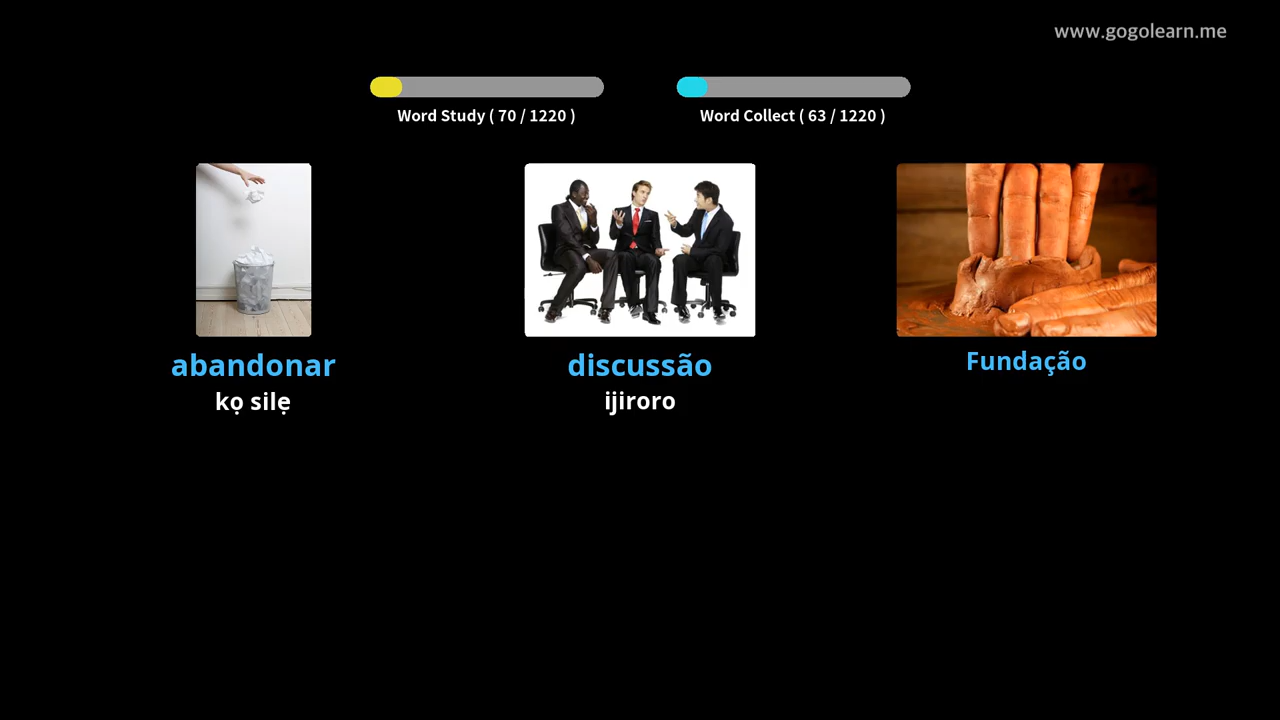 www.gogolearn.me
Word Study ( 70 / 1220 )
Word Collect ( 63 / 1220 )
abandonar
kọ silẹ
discussão
ijiroro
Fundação